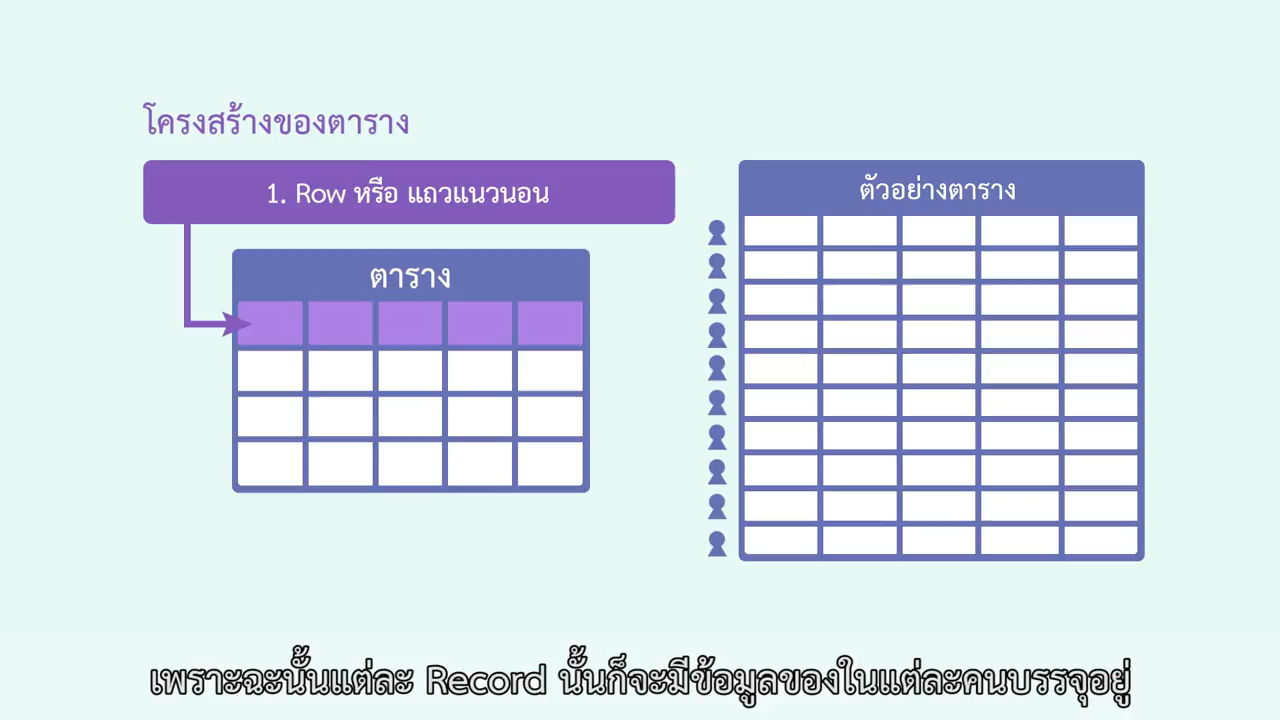 โครงสร้างของตาราง
1. Row หรือ แถวแนวนอน
ตาราง
ตัวอย่างตาราง
เพราะฉะนั้นแต่ละ Record นั้นก็จะมีข้อมูลของในแต่ละคนบรรจุอยู่